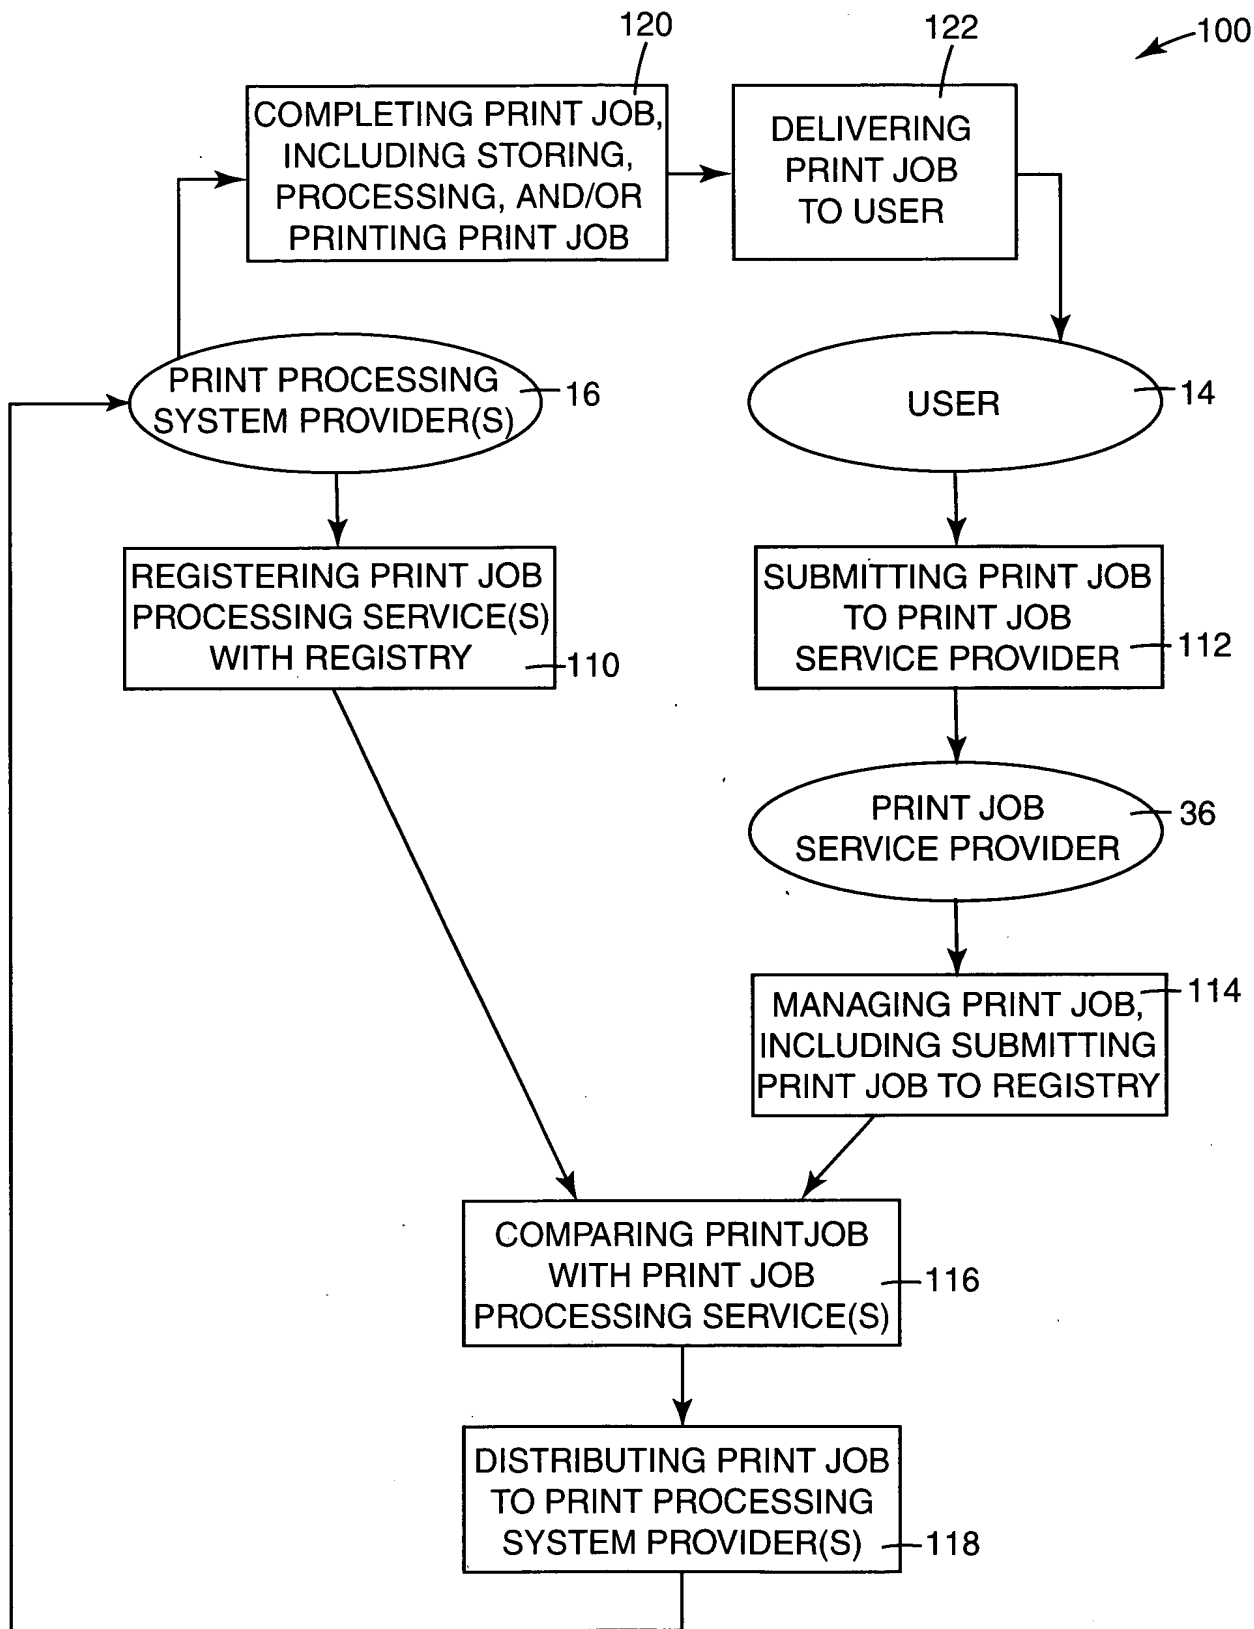 120
122
100
COMPLETING PRINT JOB,
INCLUDING STORING,
PROCESSING, AND/OR
PRINTING PRINT JOB
DELIVERING
PRINT JOB
TO USER
PRINT PROCESSING
SYSTEM PROVIDER(S)
16
USER
14
REGISTERING PRINT JOB
PROCESSING SERVICE(S)
WITH REGISTRY
110
SUBMITTING PRINT JOB
TO PRINT JOB
SERVICE PROVIDER
112
PRINT JOB
SERVICE PROVIDER
36
MANAGING PRINT JOB,
INCLUDING SUBMITTING
PRINT JOB TO REGISTRY
114
COMPARING PRINTJOB
WITH PRINT JOB
PROCESSING SERVICE(S)
116
DISTRIBUTING PRINT JOB
TO PRINT PROCESSING
SYSTEM PROVIDER(S)
118